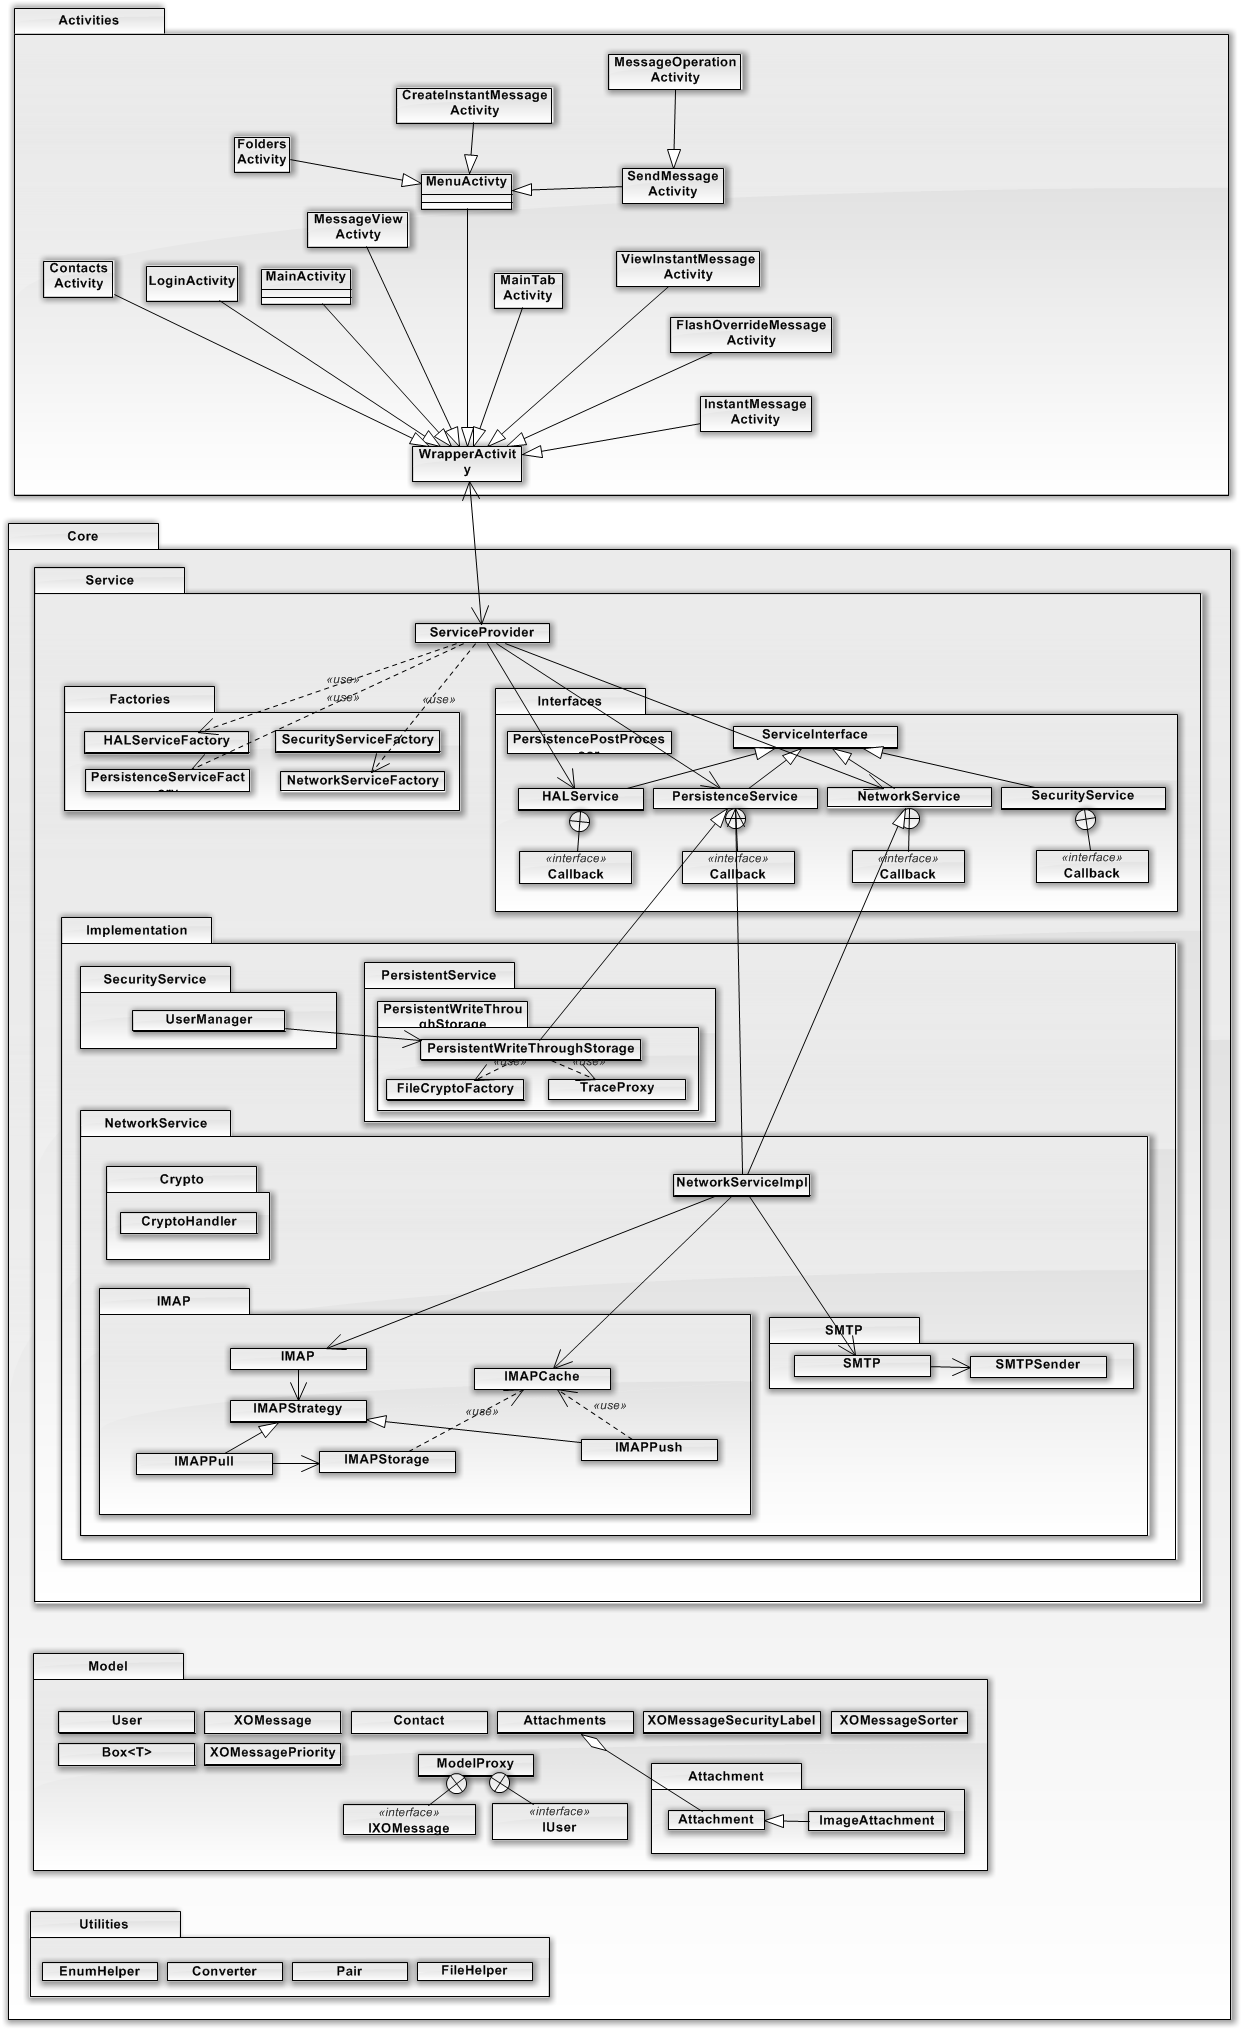 Activities
MessageOperation
Activity
CreateInstantMessage
Activity
Folders
Activity
MenuActivty
SendMessage
Activity
MessageView
Activty
Contacts
Activity
LoginActivity
MainActivity
MainTab
Activity
ViewInstantMessage
Activity
FlashOverrideMessage
Activity
InstantMessage
Activity
WrapperActivit
y
Core
Service
ServiceProvider
«use»
«use»
«use»
Factories
HALServiceFactory
SecurityServiceFactory
PersistenceServiceFact
NetworkServiceFactory
Interfaces
PersistencePostProces
ServiceInterface
HALService
PersistenceService
NetworkService
SecurityService
«interface»
Callback
«interface»
Callback
«interface»
Callback
«interface»
Callback
Implementation
SecurityService
UserManager
PersistentService
PersistentWriteThrou
ghStorage
PersistentWriteThroughStorage
«use»
«use»
FileCryptoFactory
TraceProxy
NetworkService
Crypto
CryptoHandler
NetworkServiceImpl
IMAP
IMAP
IMAPCache
IMAPStrategy
«use»
«use»
IMAPPull
IMAPStorage
IMAPPush
SMTP
SMTP
SMTPSender
Model
User
XOMessage
Contact
Attachments
XOMessageSecurityLabel
XOMessageSorter
Box<T>
XOMessagePriority
ModelProxy
«interface»
IXOMessage
«interface»
IUser
Attachment
Attachment
ImageAttachment
Utilities
EnumHelper
Converter
Pair
FileHelper